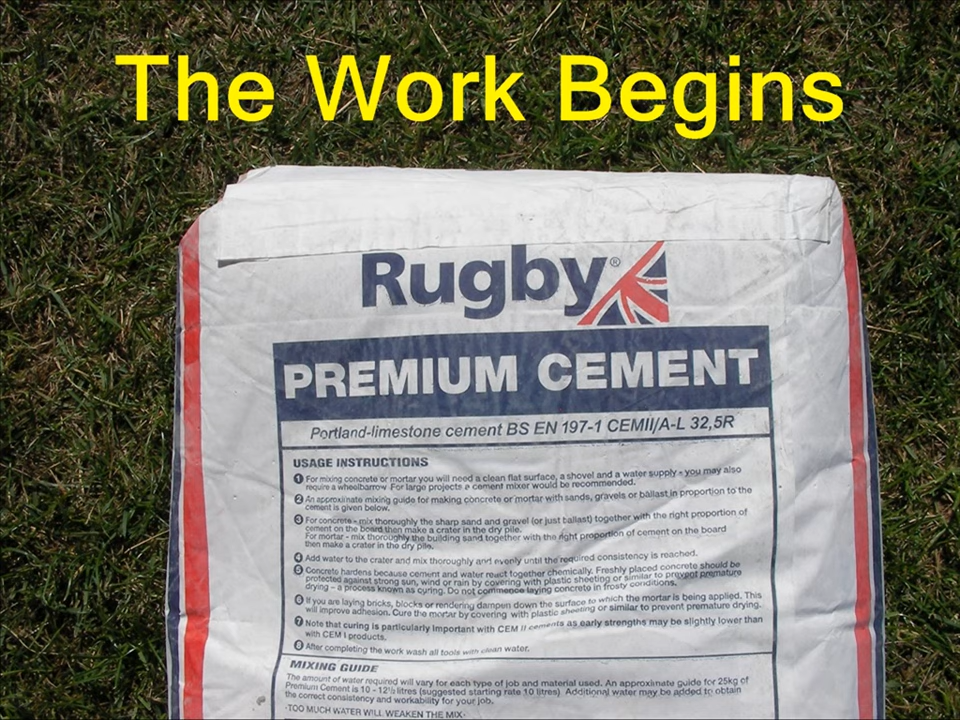 The Work Begins
Rugby®
PREMIUM CEMENT
Portland-limestone cement BS EN 197-1 CEMII/A-L 32,5R
USAGE INSTRUCTIONS
1 For mixing concrete or mortar you will need a clean flat surface, a shovel and a water supply - you may also
require a wheelbarrow. For large projects a cement mixer would be recommended.
2 An approximate mixing guide for making concrete or mortar with sands, gravels or ballast in proportion to the
cement is given below.
3 For concrete - mix thoroughly the sharp sand and gravel (or just ballast) together with the right proportion of
cement on the board then make a crater in the dry pile.
For mortar - mix thoroughly the building sand together with the right proportion of cement on the board
then make a crater in the dry pile.
4 Add water to the crater and mix thoroughly and evenly until the required consistency is reached.
5 Concrete hardens because cement and water react together chemically. Freshly placed concrete should be
protected against strong sun, wind or rain by covering with plastic sheeting or similar to prevent premature
drying - a process known as curing. Do not commence laying concrete in frosty conditions.
6 If you are laying bricks, blocks or rendering dampen down the surface to which the mortar is being applied. This
will improve adhesion. Cure the mortar by covering with plastic sheeting or similar to prevent premature drying.
7 Note that curing is particularly important with CEM II cements as early strengths may be slightly lower than
with CEM I products.
8 After completing the work wash all tools with clean water.
MIXING GUIDE
The amount of water required will vary for each type of job and material used. An approximate guide for 25kg of
Premium Cement is 10 - 12½ litres (suggested starting rate 10 litres). Additional water may be added to obtain
the correct consistency and workability for your job.
-TOO MUCH WATER WILL WEAKEN THE MIX-